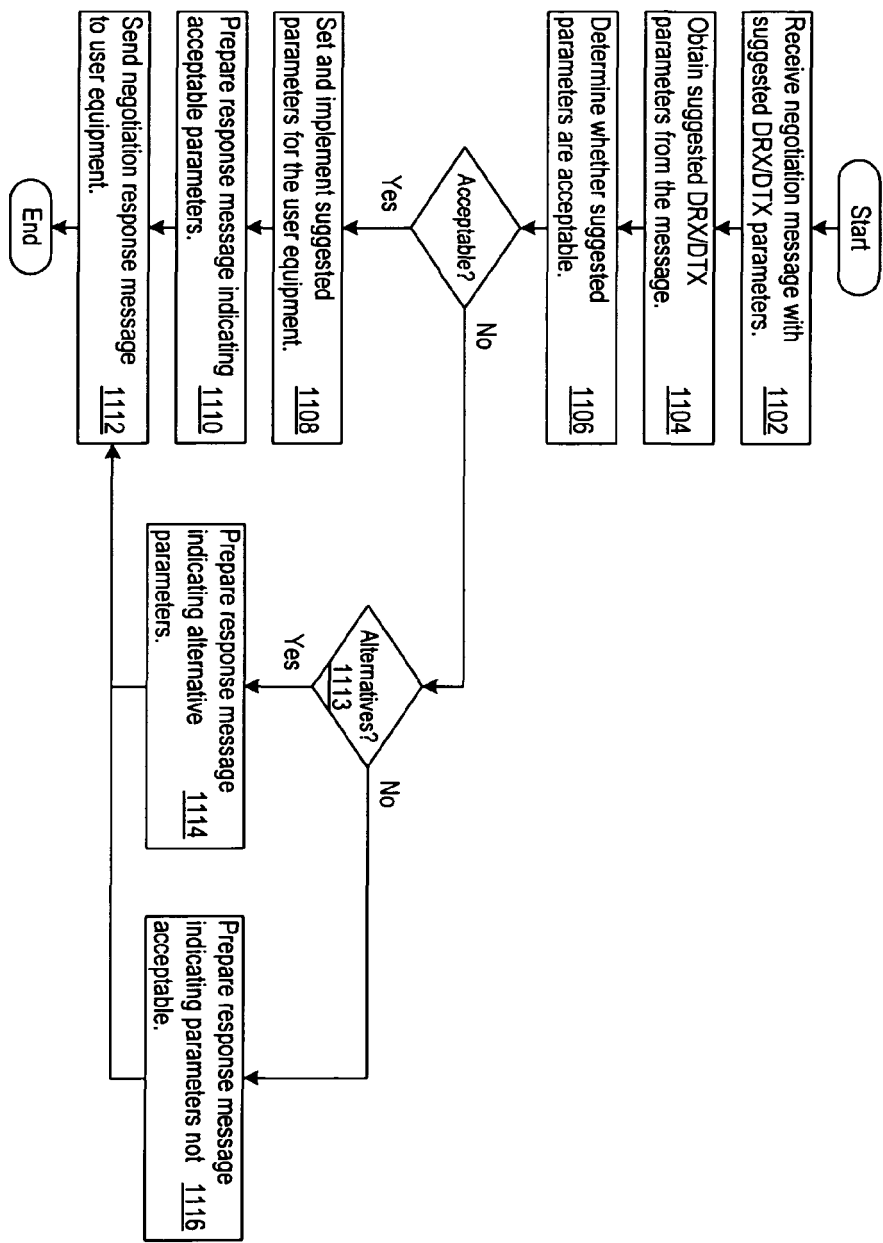 Start
Receive negotiation message with
suggested DRX/DTX parameters.
1102
Obtain suggested DRX/DTX
parameters from the message.
1104
Determine whether suggested
parameters are acceptable.
1106
Acceptable?
No
Yes
Set and implement suggested
parameters for the user equipment.
1108
Prepare response message indicating
acceptable parameters.
1110
Send negotiation response message
to user equipment.
1112
End
Alternatives?
1113
No
Yes
Prepare response message
indicating alternative
parameters.
1114
Prepare response message
indicating parameters not
acceptable.
1116